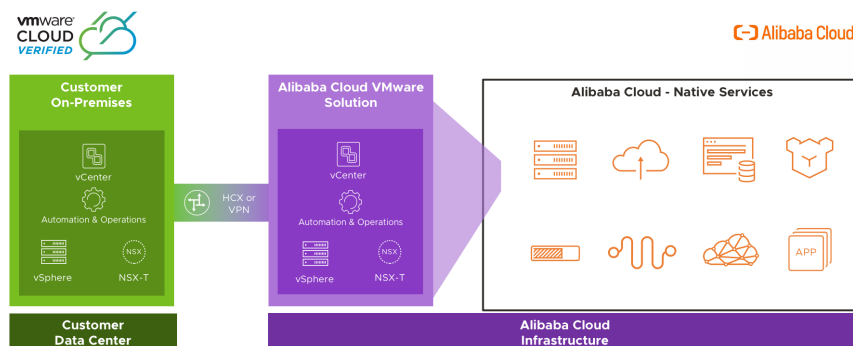 vmware
CLOUD
VERIFIED
Alibaba Cloud
Customer
On-Premises
vCenter
Automation & Operations
vSphere
NSX
NSX-T
HCX or
VPN
Alibaba Cloud VMware
Solution
vCenter
Automation & Operations
vSphere
NSX
NSX-T
Alibaba Cloud - Native Services
APP
Customer
Data Center
Alibaba Cloud
Infrastructure